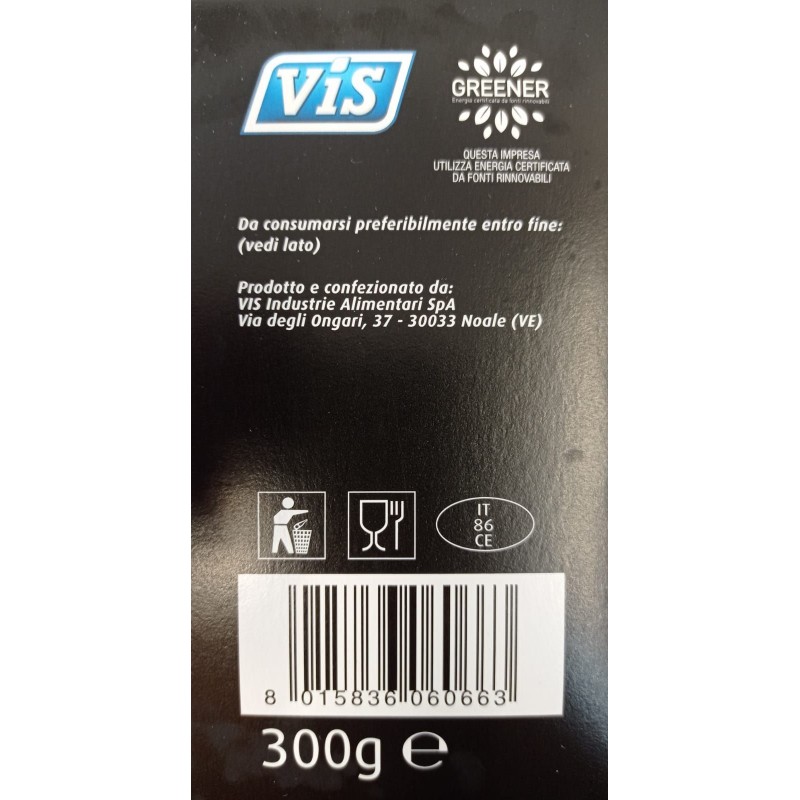 ViS
GREENER
Energia certificata da fonti rinnovabili
QUESTA IMPRESA
UTILIZZA ENERGIA CERTIFICATA
DA FONTI RINNOVABILI
Da consumarsi preferibilmente entro fine:
(vedi lato)
Prodotto e confezionato da:
VIS Industrie Alimentari SpA
Via degli Ongari, 37 - 30033 Noale (VE)
IT
86
CE
8 015836 060663
300g ℮